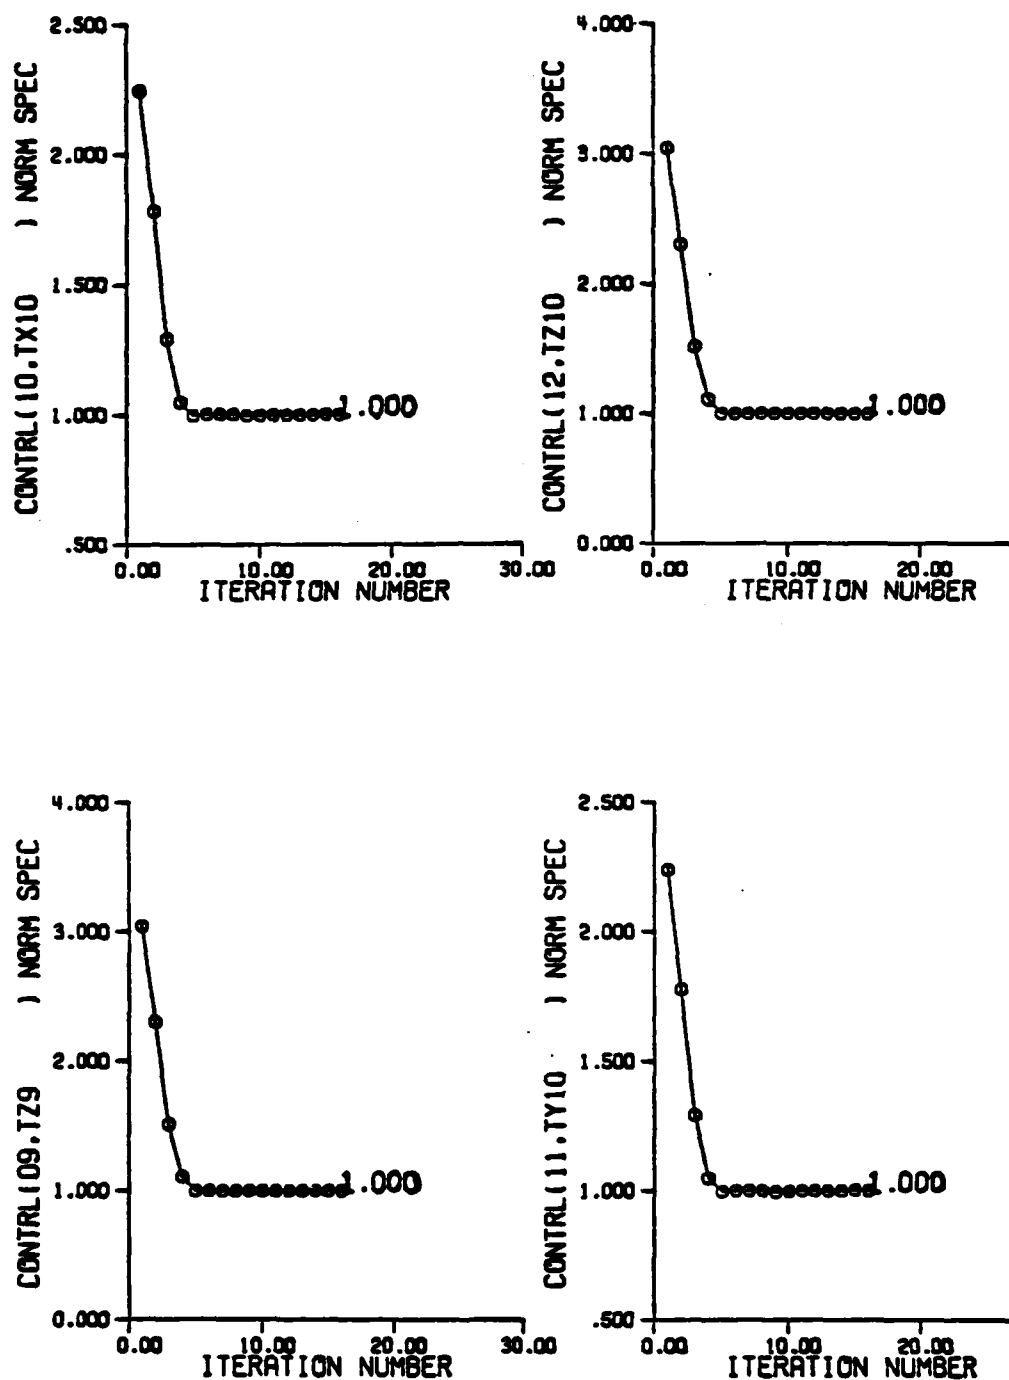 2.500
2.000
1.500
1.000
.500
CONTRL(10,TX10 ) NORM SPEC
1.000
0.00 10.00 20.00 30.00
ITERATION NUMBER
4.000
3.000
2.000
1.000
0.000
CONTRL(12,TZ10 ) NORM SPEC
1.000
0.00 10.00 20.00
ITERATION NUMBER
4.000
3.000
2.000
1.000
0.000
CONTRL(09,TZ9 ) NORM SPEC
1.000
0.00 10.00 20.00 30.00
ITERATION NUMBER
2.500
2.000
1.500
1.000
.500
CONTRL(11,TY10 ) NORM SPEC
1.000
0.00 10.00 20.00
ITERATION NUMBER